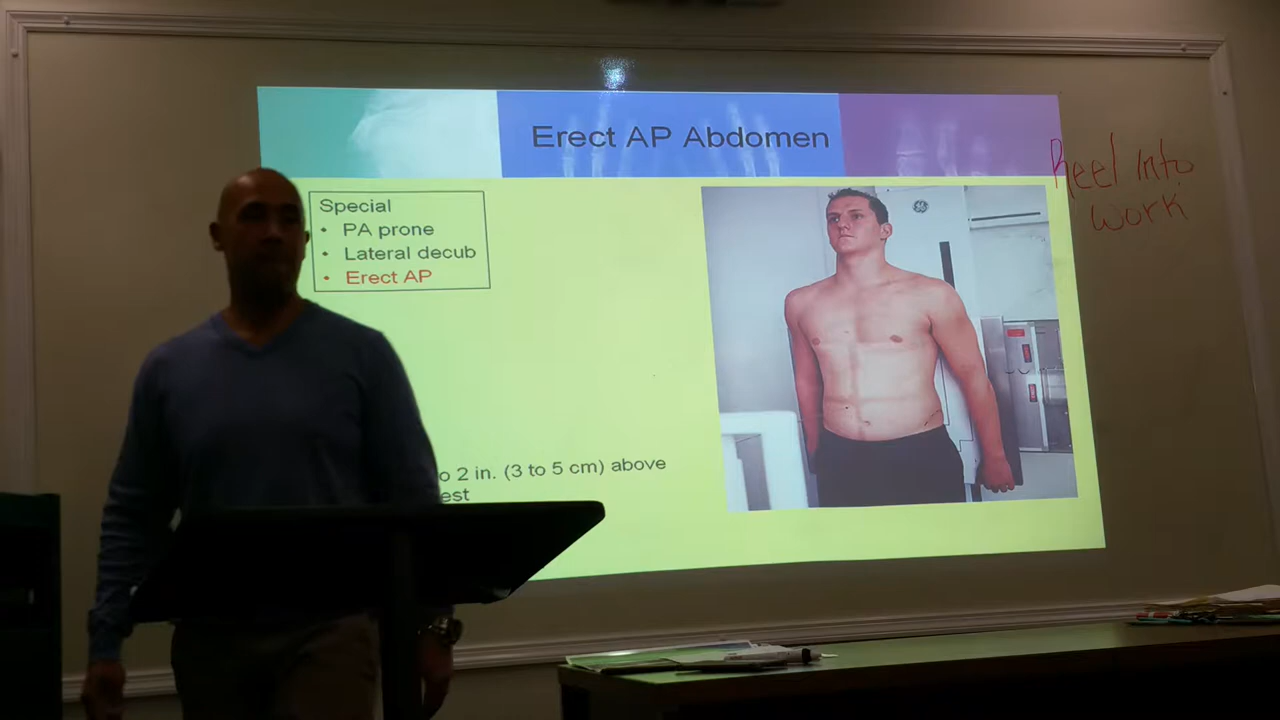 Erect AP Abdomen
Special
• PA prone
• Lateral decub
• Erect AP
o 2 in. (3 to 5 cm) above
est
Reel into
work
GE